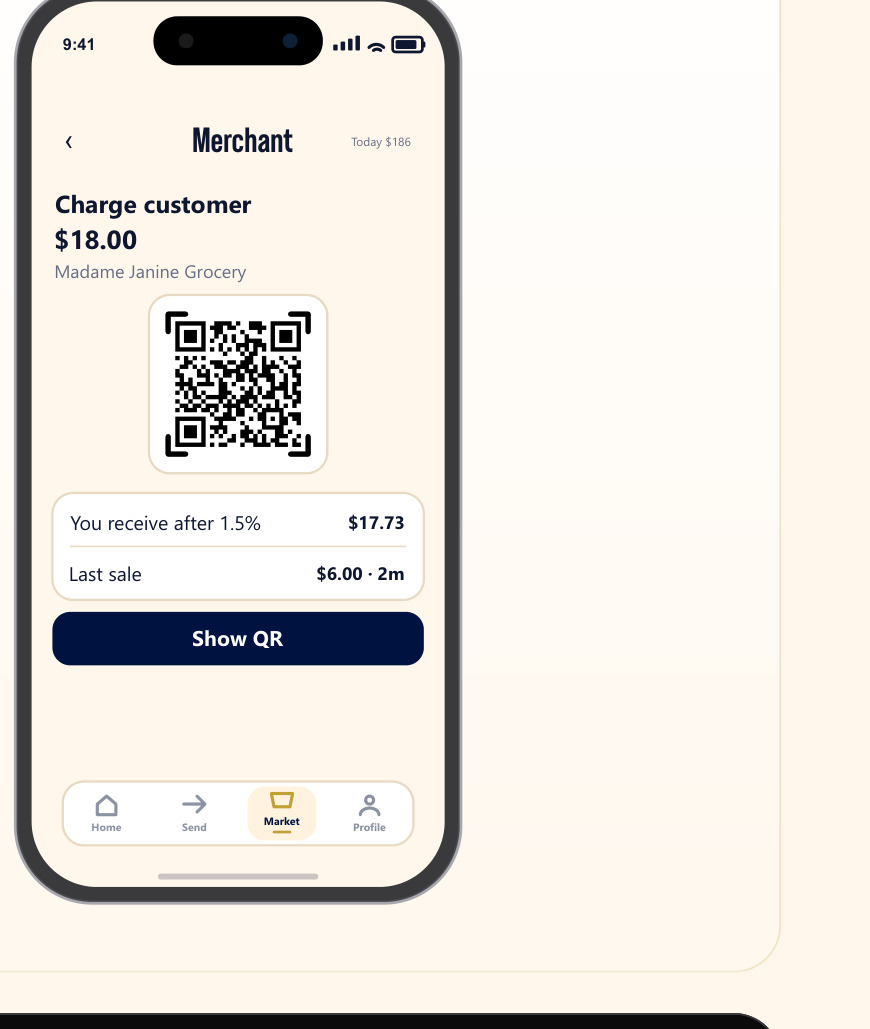 9:41
‹ Merchant Today $186
Charge customer
$18.00
Madame Janine Grocery
You receive after 1.5% $17.73
Last sale $6.00 · 2m
Show QR
Home Send Market Profile